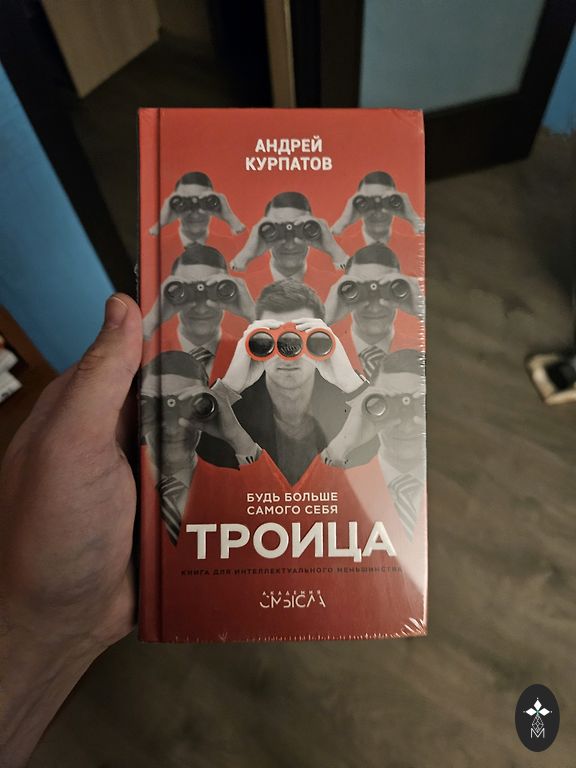 АНДРЕЙ
КУРПАТОВ
БУДЬ БОЛЬШЕ
САМОГО СЕБЯ
ТРОИЦА
КНИГА ДЛЯ ИНТЕЛЛЕКТУАЛЬНОГО МЕНЬШИНСТВА
АКАДЕМИЯ
СМЫСЛА